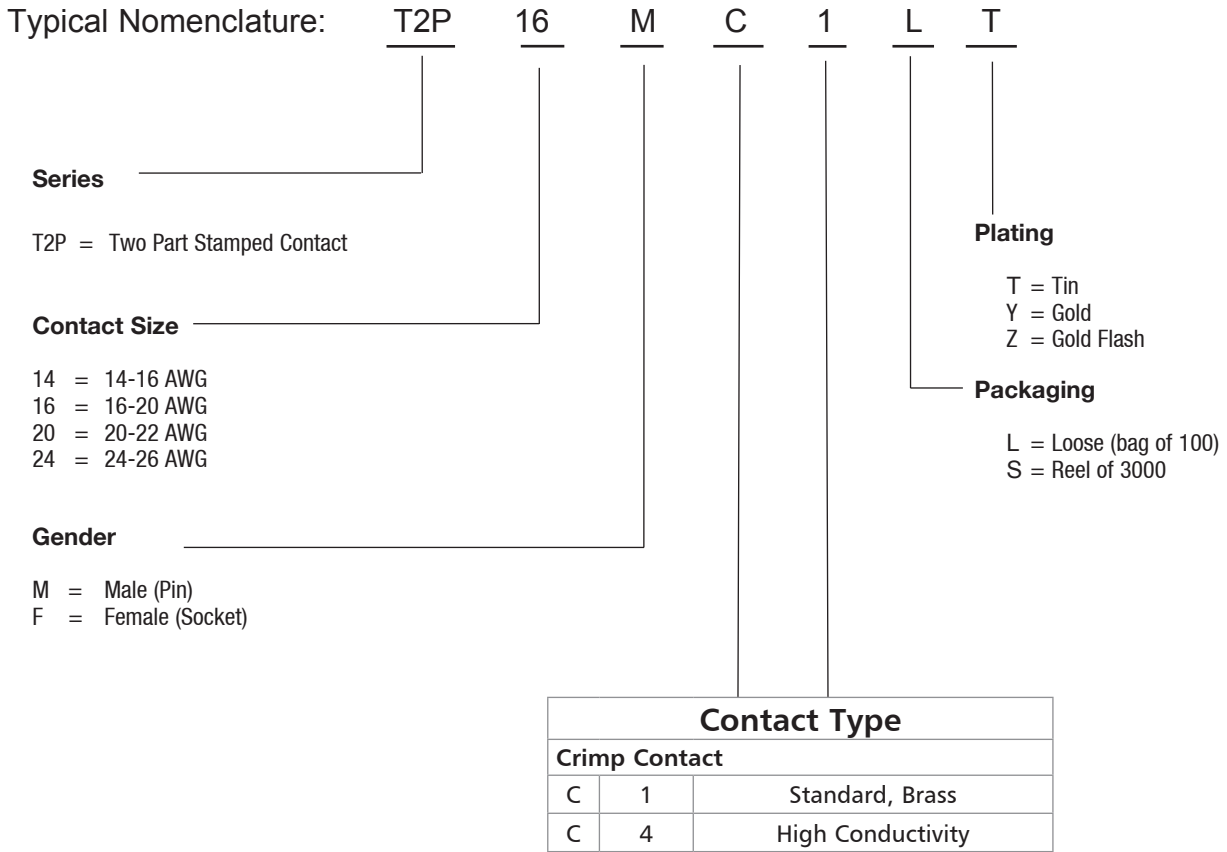 Typical Nomenclature: T2P 16 M C 1 L T
Series
T2P = Two Part Stamped Contact
Contact Size
14 = 14-16 AWG
16 = 16-20 AWG
20 = 20-22 AWG
24 = 24-26 AWG
Gender
M = Male (Pin)
F = Female (Socket)
Plating
T = Tin
Y = Gold
Z = Gold Flash
Packaging
L = Loose (bag of 100)
S = Reel of 3000
Contact Type
Crimp Contact
C 1 Standard, Brass
C 4 High Conductivity